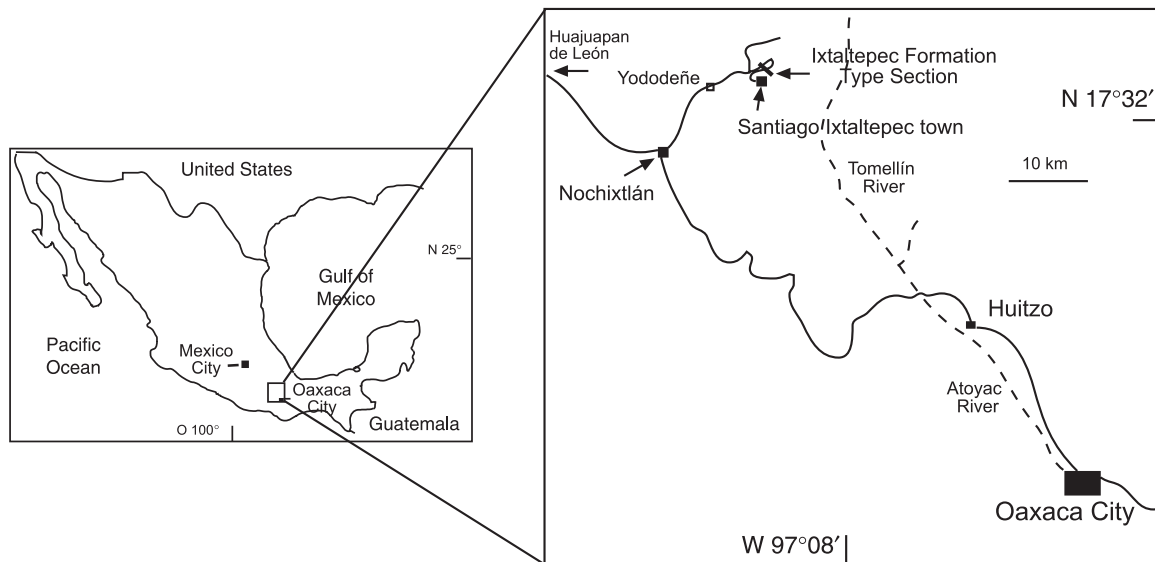 United States
N 25°
Gulf of
Mexico
Pacific
Ocean
Mexico
City
Oaxaca
City
Guatemala
O 100°
Huajuapan
de León
Ixtaltepec Formation
Type Section
Yododeñe
N 17°32′
Santiago Ixtaltepec town
Tomellín
River
10 km
Nochixtlán
Huitzo
Atoyac
River
Oaxaca City
W 97°08′